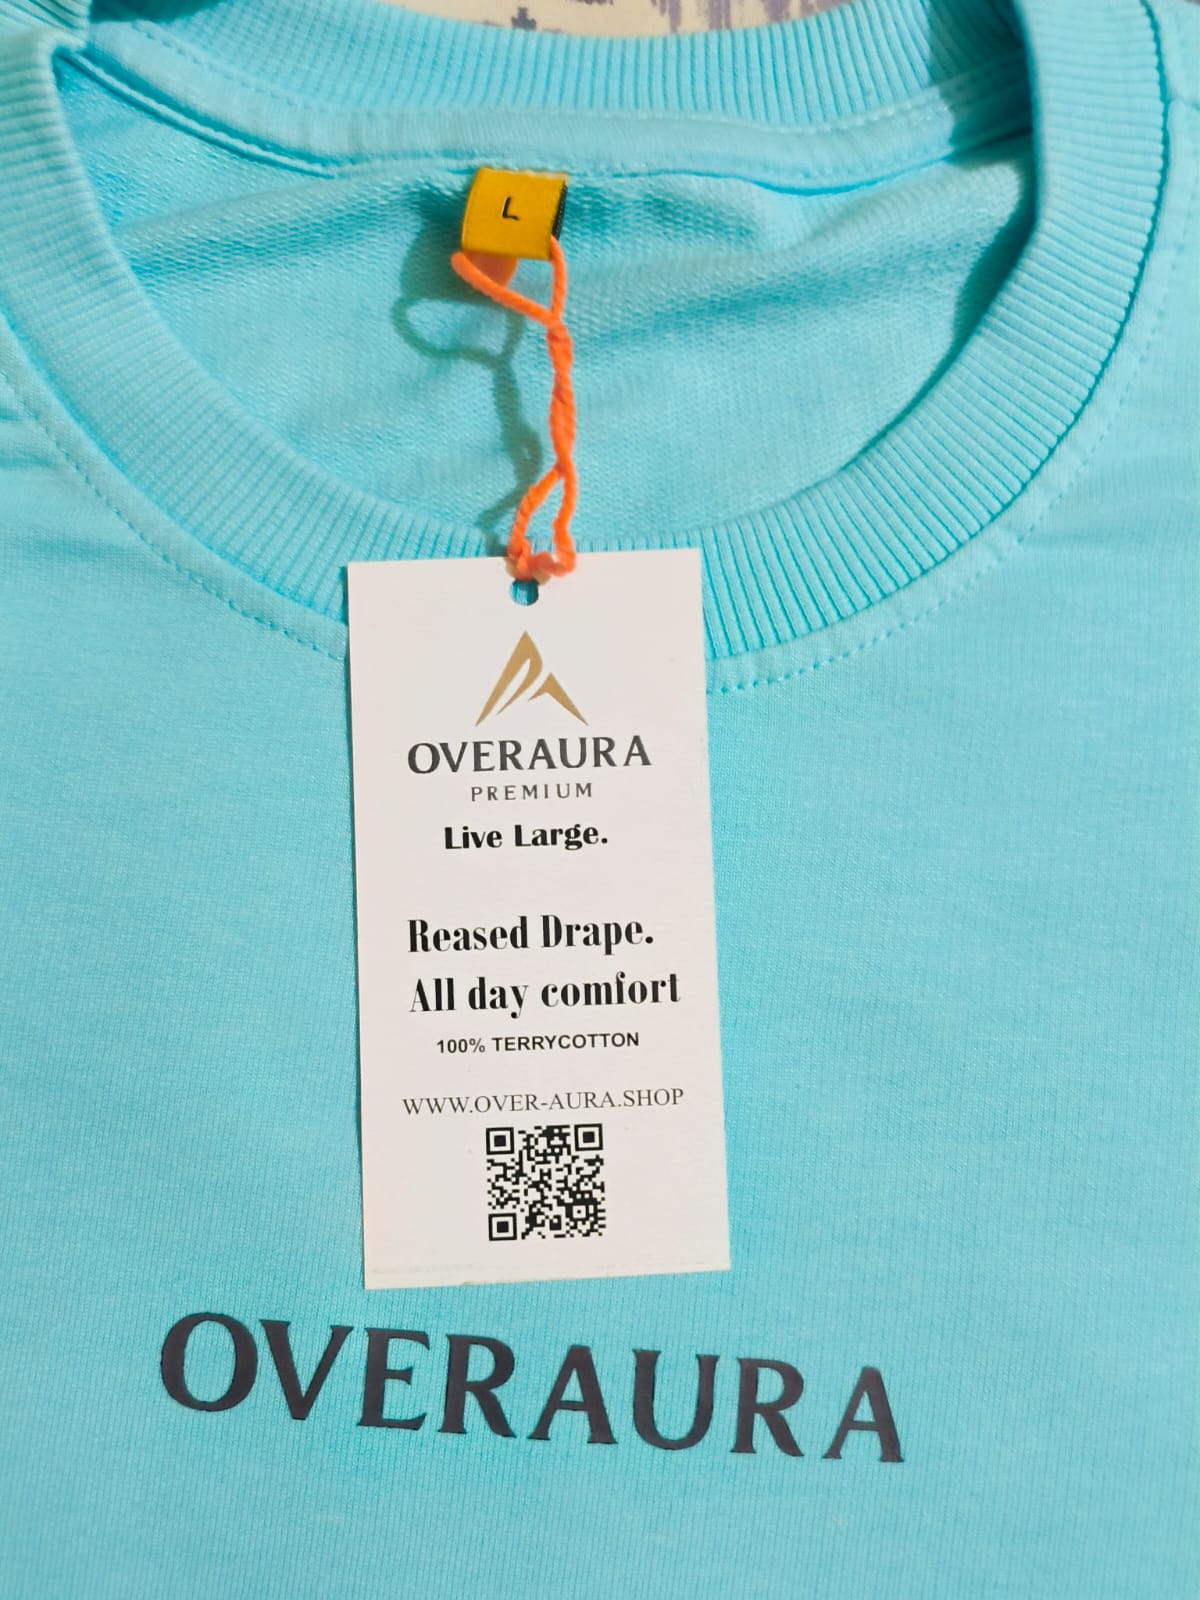 L
OVERAURA
PREMIUM
Live Large.
Reased Drape.
All day comfort
100% TERRYCOTTON
WWW.OVER-AURA.SHOP
OVERAURA